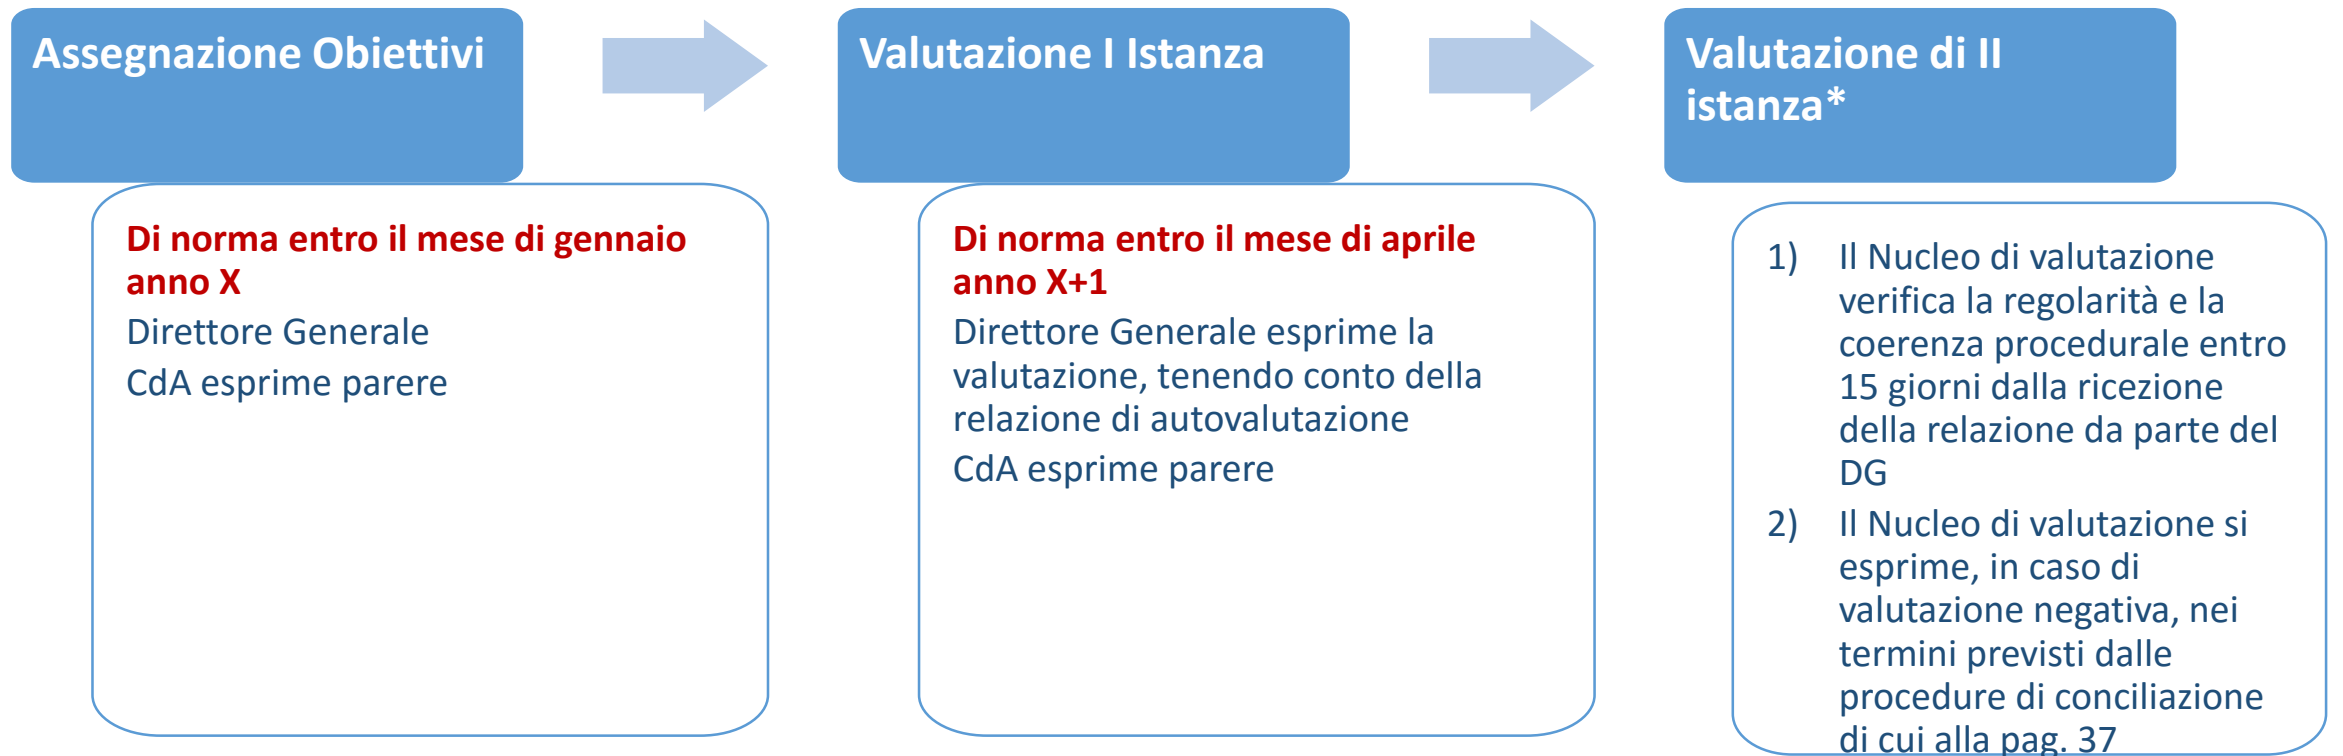 Assegnazione Obiettivi
Di norma entro il mese di gennaio
anno X
Direttore Generale
CdA esprime parere
Valutazione I Istanza
Di norma entro il mese di aprile
anno X+1
Direttore Generale esprime la
valutazione, tenendo conto della
relazione di autovalutazione
CdA esprime parere
Valutazione di II
istanza*
1) Il Nucleo di valutazione
verifica la regolarità e la
coerenza procedurale entro
15 giorni dalla ricezione
della relazione da parte del
DG
2) Il Nucleo di valutazione si
esprime, in caso di
valutazione negativa, nei
termini previsti dalle
procedure di conciliazione
di cui alla pag. 37